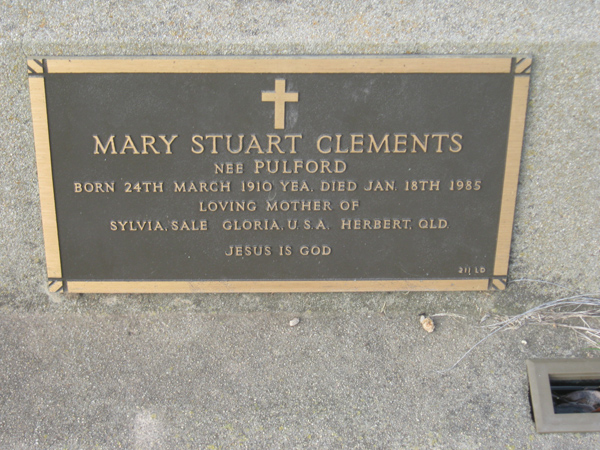 MARY STUART CLEMENTS
NEE PULFORD
BORN 24TH MARCH 1910 YEA. DIED JAN. 18TH 1985
LOVING MOTHER OF
SYLVIA, SALE GLORIA, U.S.A. HERBERT, QLD
JESUS IS GOD
211 LD